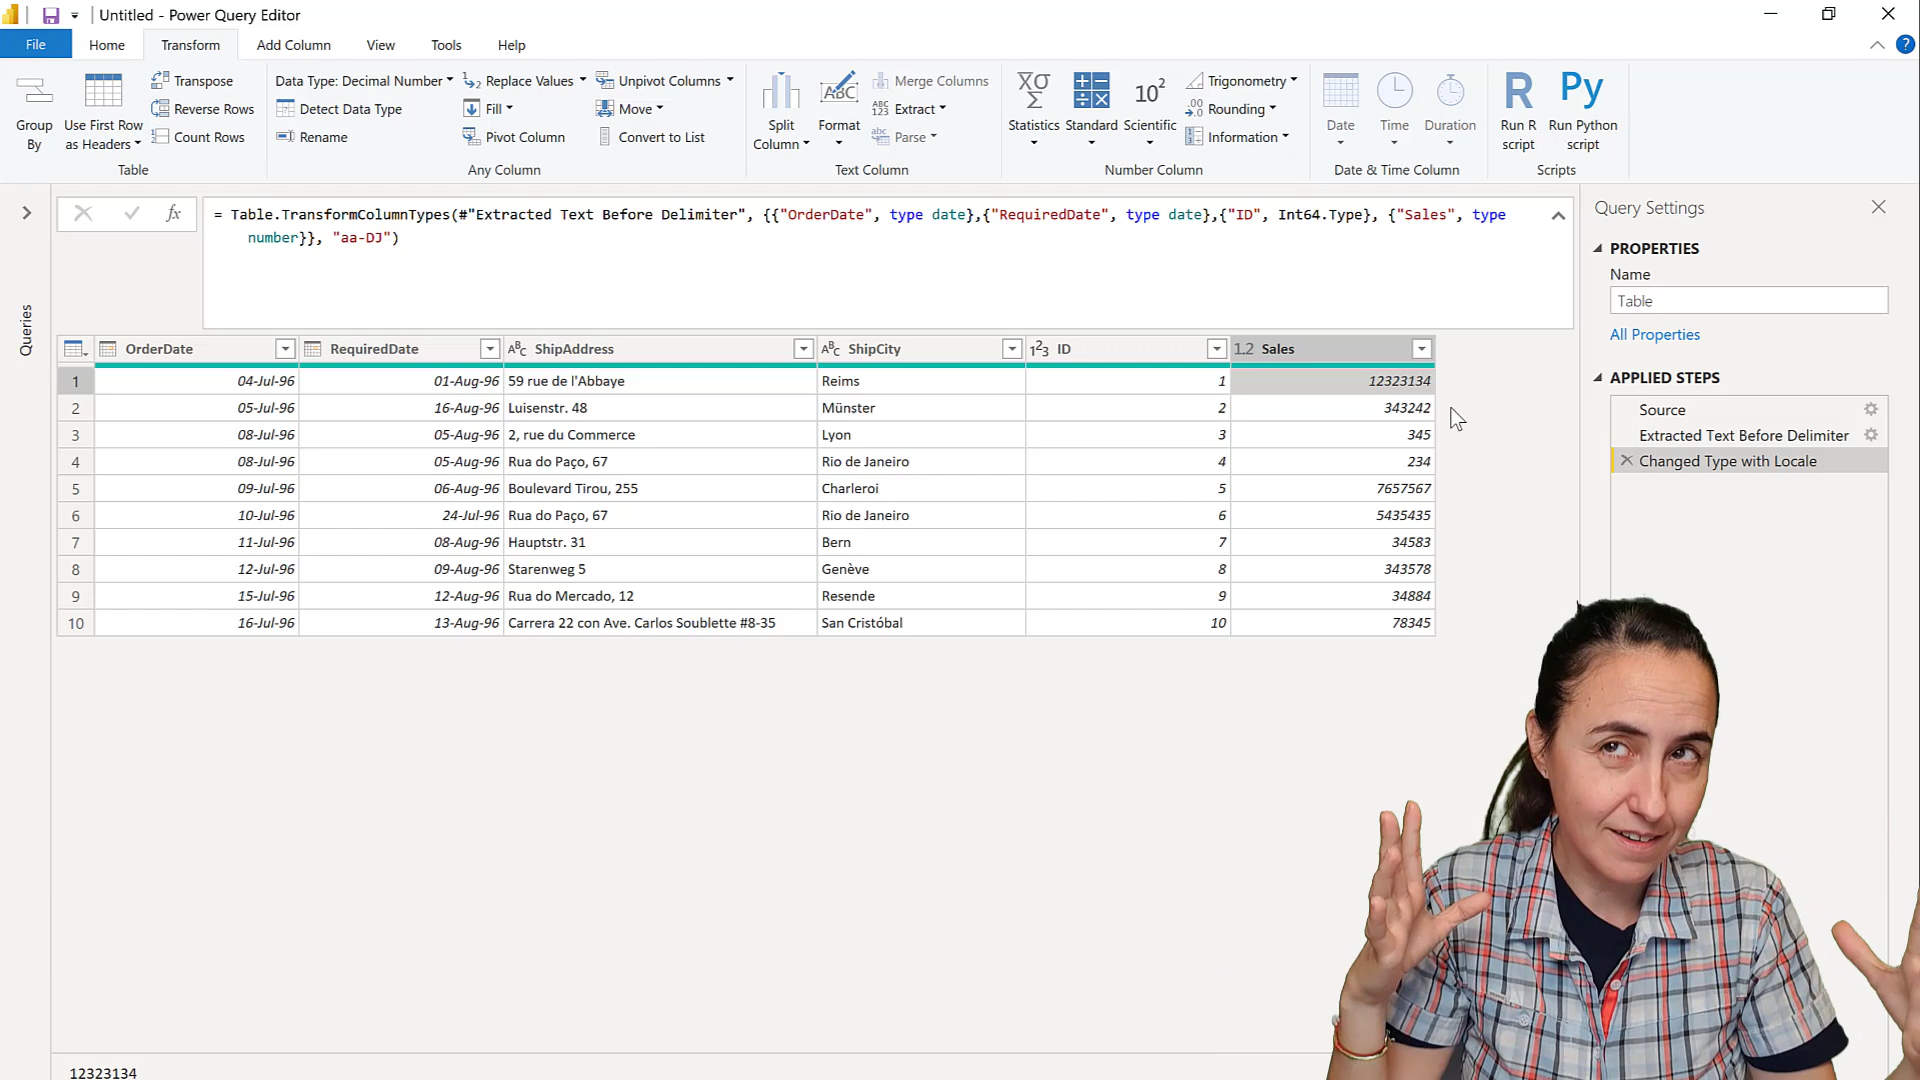 Untitled - Power Query Editor
File Home Transform Add Column View Tools Help
Group By
Use First Row as Headers
Transpose
Reverse Rows
Count Rows
Table
Data Type: Decimal Number
Detect Data Type
Rename
Replace Values
Fill
Pivot Column
Unpivot Columns
Move
Convert to List
Any Column
Split Column
Format
Merge Columns
Extract
Parse
Text Column
Statistics
Standard
Scientific
Trigonometry
Rounding
Information
Number Column
Date
Time
Duration
Date & Time Column
Run R script
Run Python script
Scripts
= Table.TransformColumnTypes(#"Extracted Text Before Delimiter", {{"OrderDate", type date},{"RequiredDate", type date},{"ID", Int64.Type}, {"Sales", type
number}}, "aa-DJ")
Queries
OrderDate RequiredDate ShipAddress ShipCity ID Sales
1 04-Jul-96 01-Aug-96 59 rue de l'Abbaye Reims 1 12323134
2 05-Jul-96 16-Aug-96 Luisenstr. 48 Münster 2 343242
3 08-Jul-96 05-Aug-96 2, rue du Commerce Lyon 3 345
4 08-Jul-96 05-Aug-96 Rua do Paço, 67 Rio de Janeiro 4 234
5 09-Jul-96 06-Aug-96 Boulevard Tirou, 255 Charleroi 5 7657567
6 10-Jul-96 24-Jul-96 Rua do Paço, 67 Rio de Janeiro 6 5435435
7 11-Jul-96 08-Aug-96 Hauptstr. 31 Bern 7 34583
8 12-Jul-96 09-Aug-96 Starenweg 5 Genève 8 343578
9 15-Jul-96 12-Aug-96 Rua do Mercado, 12 Resende 9 34884
10 16-Jul-96 13-Aug-96 Carrera 22 con Ave. Carlos Soublette #8-35 San Cristóbal 10 78345
Query Settings
PROPERTIES
Name
Table
All Properties
APPLIED STEPS
Source
Extracted Text Before Delimiter
Changed Type with Locale
12323134